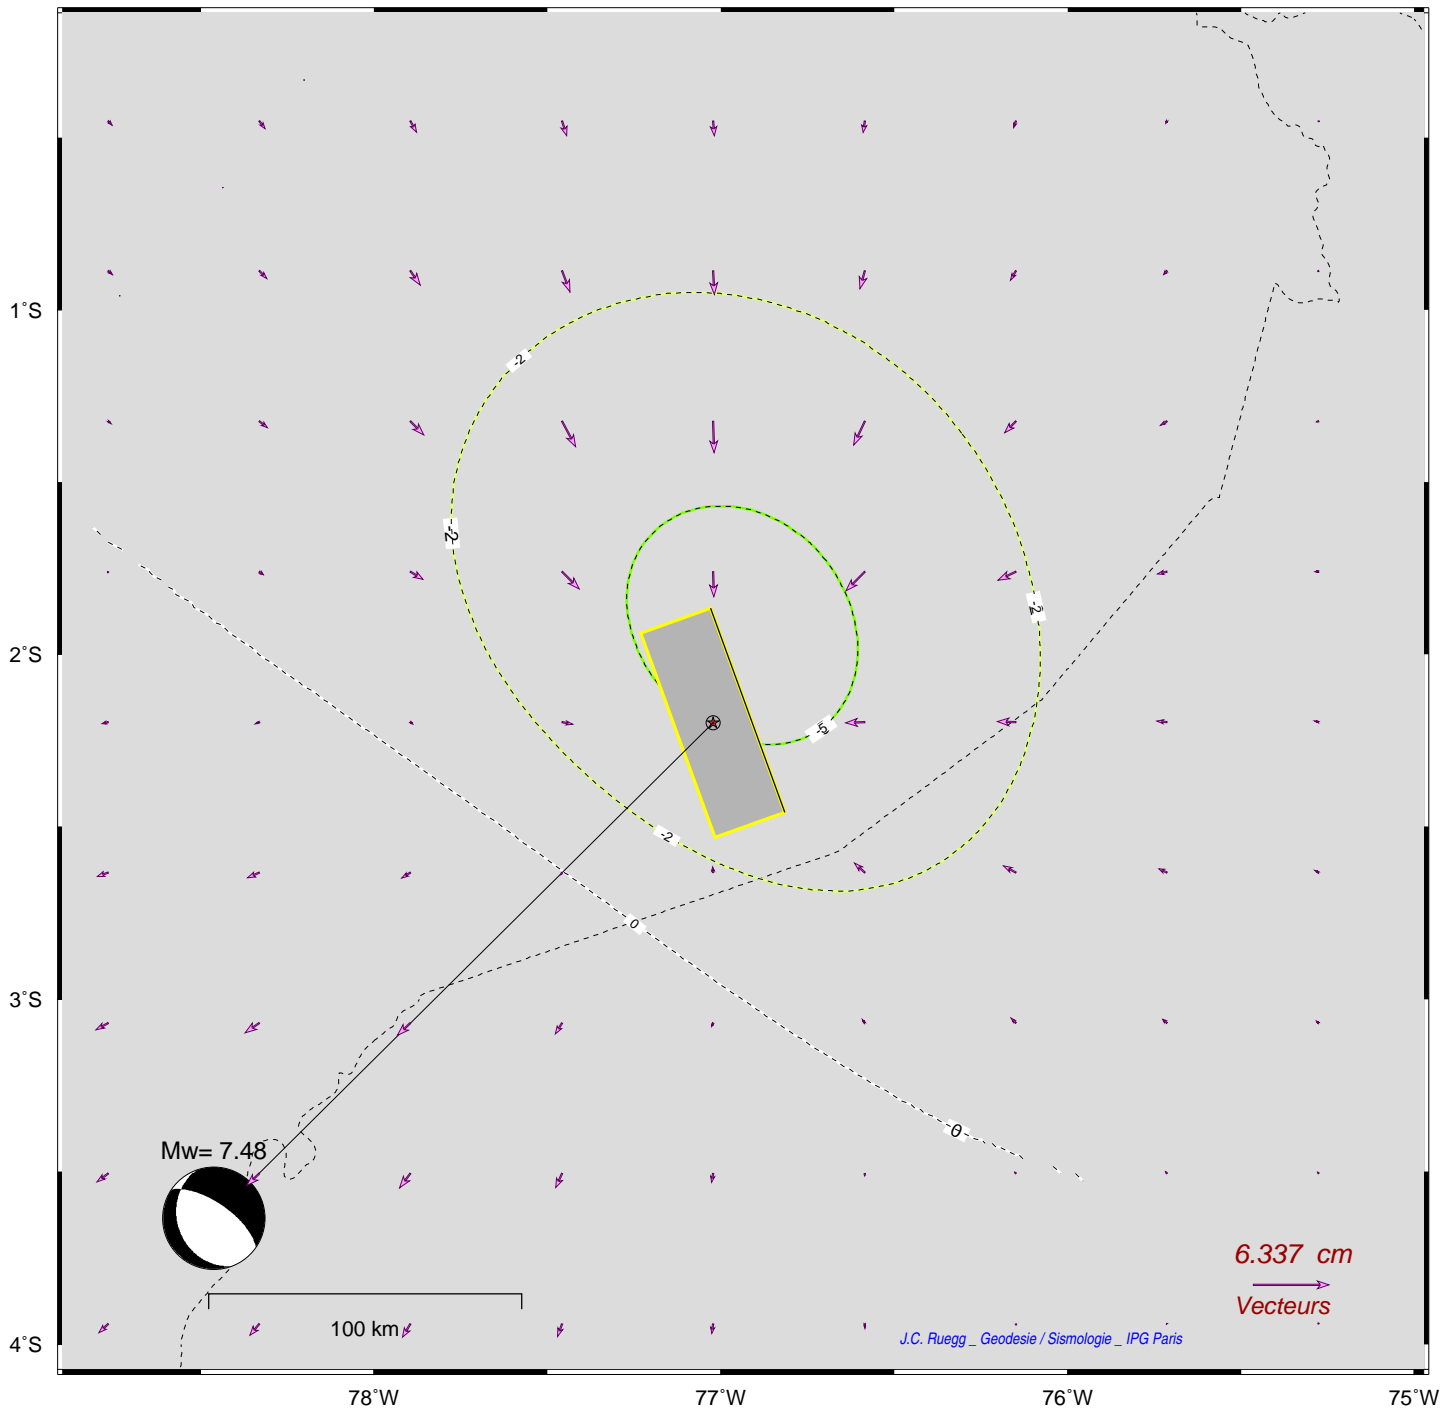 -2
1˚S
-2
-2
2˚S
-5
-2
0
3˚S
0
Mw= 7.48
6.337 cm
Vecteurs
100 km
J.C. Ruegg _ Geodesie / Sismologie _ IPG Paris
4˚S
78˚W 77˚W 76˚W 75˚W